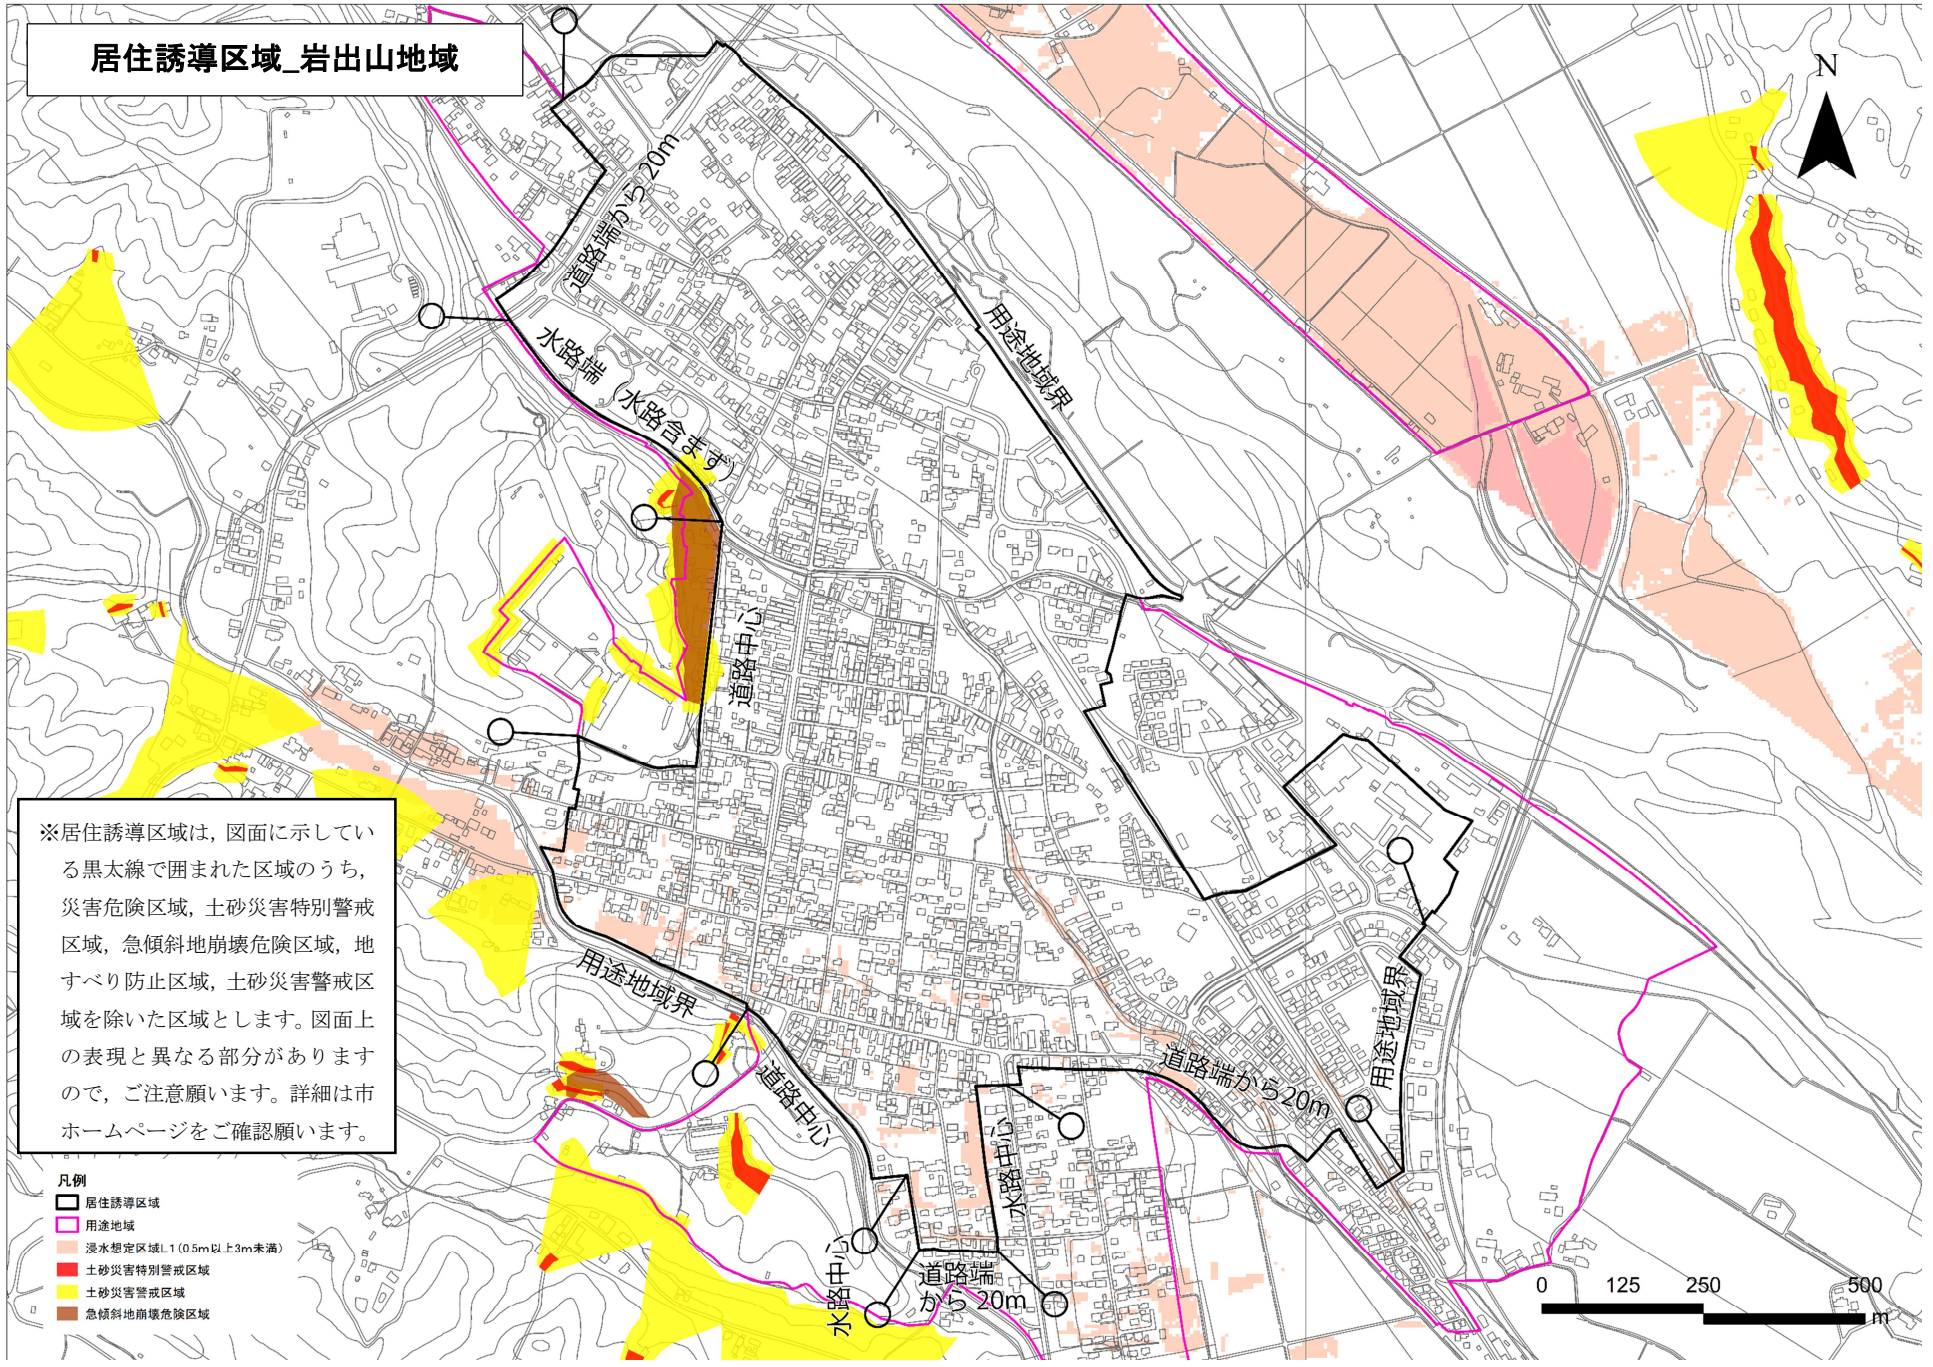 居住誘導区域_岩出山地域
N
道路端から 20m
水路端（水路含まず）
用途地域界
道路中心
※居住誘導区域は，図面に示してい
る黒太線で囲まれた区域のうち，
災害危険区域，土砂災害特別警戒
区域，急傾斜地崩壊危険区域，地
すべり防止区域，土砂災害警戒区
域を除いた区域とします。図面上
の表現と異なる部分があります
ので，ご注意願います。詳細は市
ホームページをご確認願います。
用途地域界
道路中心
道路端から20m
用途地域界
水路中心
水路中心
道路端
から 20m
凡例
居住誘導区域
用途地域
浸水想定区域L1(0.5m以上3m未満)
土砂災害特別警戒区域
土砂災害警戒区域
急傾斜地崩壊危険区域
0 125 250 500
m